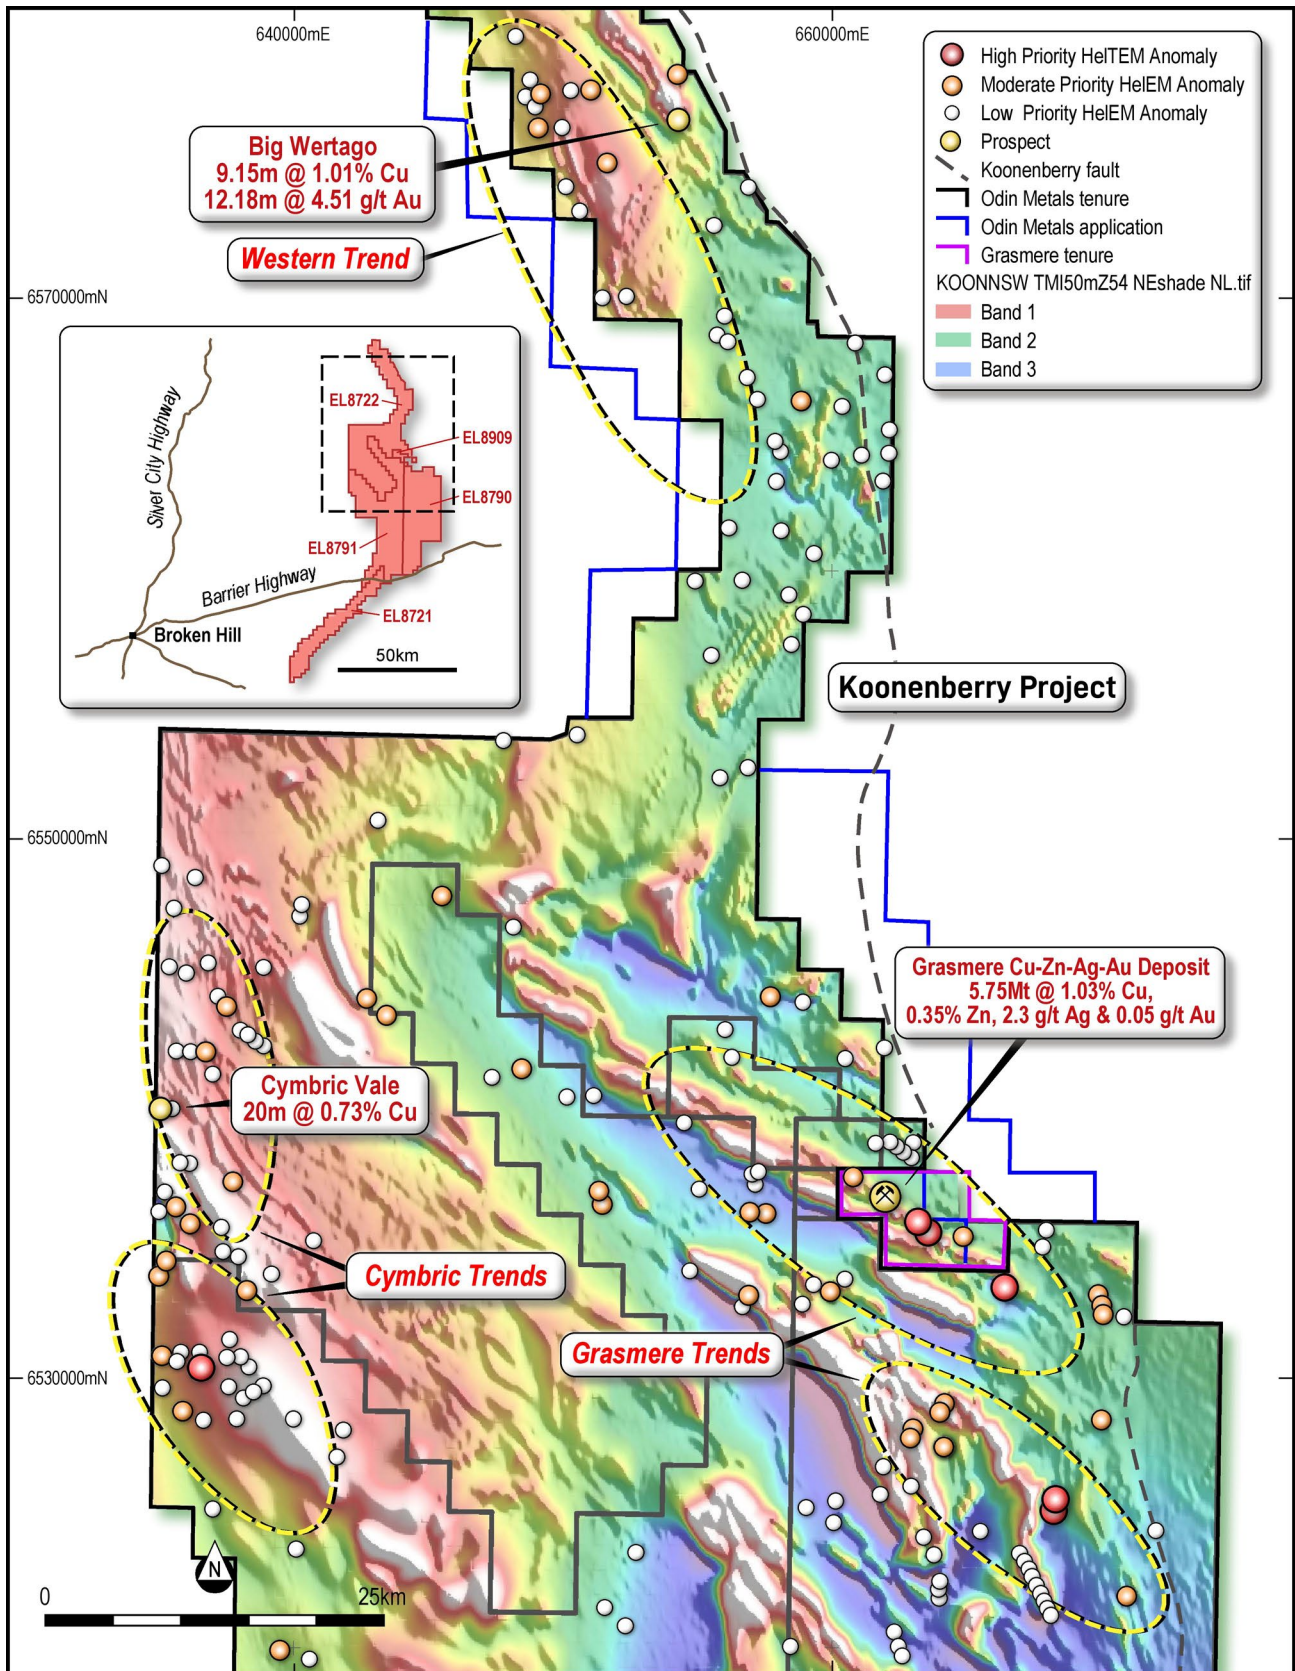 640000mE
660000mE
High Priority HelTEM Anomaly
Moderate Priority HelEM Anomaly
Low Priority HelEM Anomaly
Prospect
Koonenberry fault
Odin Metals tenure
Odin Metals application
Grasmere tenure
KOONNSW TMI50mZ54 NEshade NL.tif
Band 1
Band 2
Band 3
Big Wertago
9.15m @ 1.01% Cu
12.18m @ 4.51 g/t Au
Western Trend
6570000mN
Silver City Highway
EL8722
EL8909
EL8790
EL8791
Barrier Highway
EL8721
Broken Hill
50km
Koonenberry Project
6550000mN
Grasmere Cu-Zn-Ag-Au Deposit
5.75Mt @ 1.03% Cu,
0.35% Zn, 2.3 g/t Ag & 0.05 g/t Au
Cymbric Vale
20m @ 0.73% Cu
Cymbric Trends
Grasmere Trends
6530000mN
N
0
25km